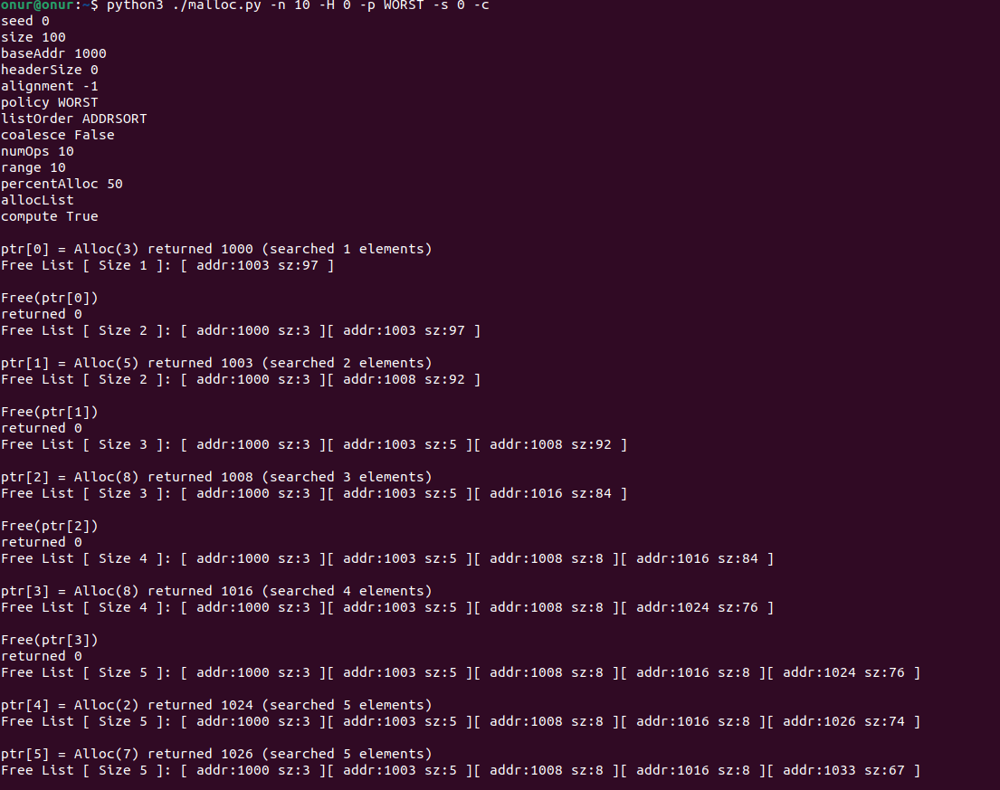 onur@onur:~$ python3 ./malloc.py -n 10 -H 0 -p WORST -s 0 -c
seed 0
size 100
baseAddr 1000
headerSize 0
alignment -1
policy WORST
listOrder ADDRSORT
coalesce False
numOps 10
range 10
percentAlloc 50
allocList
compute True
ptr[0] = Alloc(3) returned 1000 (searched 1 elements)
Free List [ Size 1 ]: [ addr:1003 sz:97 ]
Free(ptr[0])
returned 0
Free List [ Size 2 ]: [ addr:1000 sz:3 ][ addr:1003 sz:97 ]
ptr[1] = Alloc(5) returned 1003 (searched 2 elements)
Free List [ Size 2 ]: [ addr:1000 sz:3 ][ addr:1008 sz:92 ]
Free(ptr[1])
returned 0
Free List [ Size 3 ]: [ addr:1000 sz:3 ][ addr:1003 sz:5 ][ addr:1008 sz:92 ]
ptr[2] = Alloc(8) returned 1008 (searched 3 elements)
Free List [ Size 3 ]: [ addr:1000 sz:3 ][ addr:1003 sz:5 ][ addr:1016 sz:84 ]
Free(ptr[2])
returned 0
Free List [ Size 4 ]: [ addr:1000 sz:3 ][ addr:1003 sz:5 ][ addr:1008 sz:8 ][ addr:1016 sz:84 ]
ptr[3] = Alloc(8) returned 1016 (searched 4 elements)
Free List [ Size 4 ]: [ addr:1000 sz:3 ][ addr:1003 sz:5 ][ addr:1008 sz:8 ][ addr:1024 sz:76 ]
Free(ptr[3])
returned 0
Free List [ Size 5 ]: [ addr:1000 sz:3 ][ addr:1003 sz:5 ][ addr:1008 sz:8 ][ addr:1016 sz:8 ][ addr:1024 sz:76 ]
ptr[4] = Alloc(2) returned 1024 (searched 5 elements)
Free List [ Size 5 ]: [ addr:1000 sz:3 ][ addr:1003 sz:5 ][ addr:1008 sz:8 ][ addr:1016 sz:8 ][ addr:1026 sz:74 ]
ptr[5] = Alloc(7) returned 1026 (searched 5 elements)
Free List [ Size 5 ]: [ addr:1000 sz:3 ][ addr:1003 sz:5 ][ addr:1008 sz:8 ][ addr:1016 sz:8 ][ addr:1033 sz:67 ]